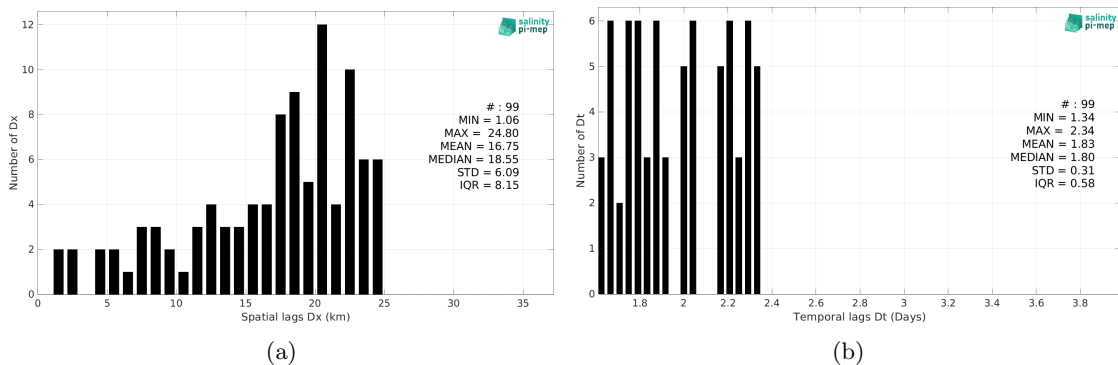 salinity
pi-mep
12
10
8
6
4
2
0
Number of Dx
# : 99
MIN = 1.06
MAX = 24.80
MEAN = 16.75
MEDIAN = 18.55
STD = 6.09
IQR = 8.15
0 5 10 15 20 25 30 35
Spatial lags Dx (km)
(a)
salinity
pi-mep
6
5
4
3
2
1
0
Number of Dt
# : 99
MIN = 1.34
MAX = 2.34
MEAN = 1.83
MEDIAN = 1.80
STD = 0.31
IQR = 0.58
1.8 2 2.2 2.4 2.6 2.8 3 3.2 3.4 3.6 3.8
Temporal lags Dt (Days)
(b)